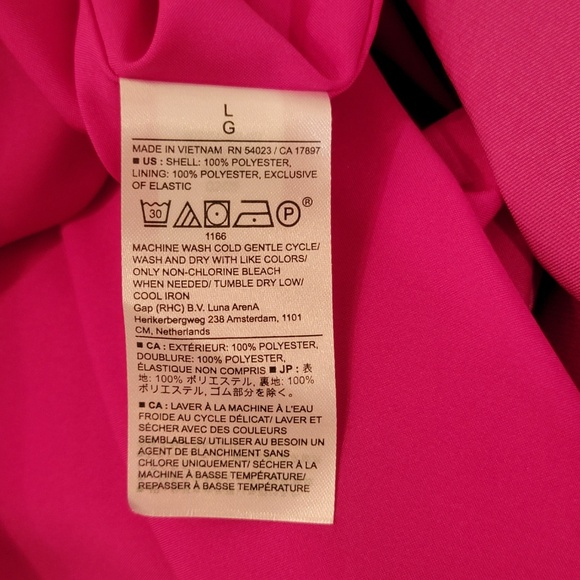 L
G
MADE IN VIETNAM RN 54023 / CA 17897
■ US : SHELL: 100% POLYESTER,
LINING: 100% POLYESTER, EXCLUSIVE
OF ELASTIC
30 P ®
1166
MACHINE WASH COLD GENTLE CYCLE/
WASH AND DRY WITH LIKE COLORS/
ONLY NON-CHLORINE BLEACH
WHEN NEEDED/ TUMBLE DRY LOW/
COOL IRON
Gap (RHC) B.V. Luna ArenA
Herikerbergweg 238 Amsterdam, 1101
CM, Netherlands
■ CA : EXTÉRIEUR: 100% POLYESTER,
DOUBLURE: 100% POLYESTER,
ÉLASTIQUE NON COMPRIS ■ JP : 表
地: 100% ポリエステル, 裏地: 100%
ポリエステル, ゴム部分を除く。
■ CA : LAVER À LA MACHINE À L'EAU
FROIDE AU CYCLE DÉLICAT/ LAVER ET
SÉCHER AVEC DES COULEURS
SEMBLABLES/ UTILISER AU BESOIN UN
AGENT DE BLANCHIMENT SANS
CHLORE UNIQUEMENT/ SÉCHER À LA
MACHINE À BASSE TEMPÉRATURE/
REPASSER À BASSE TEMPÉRATURE